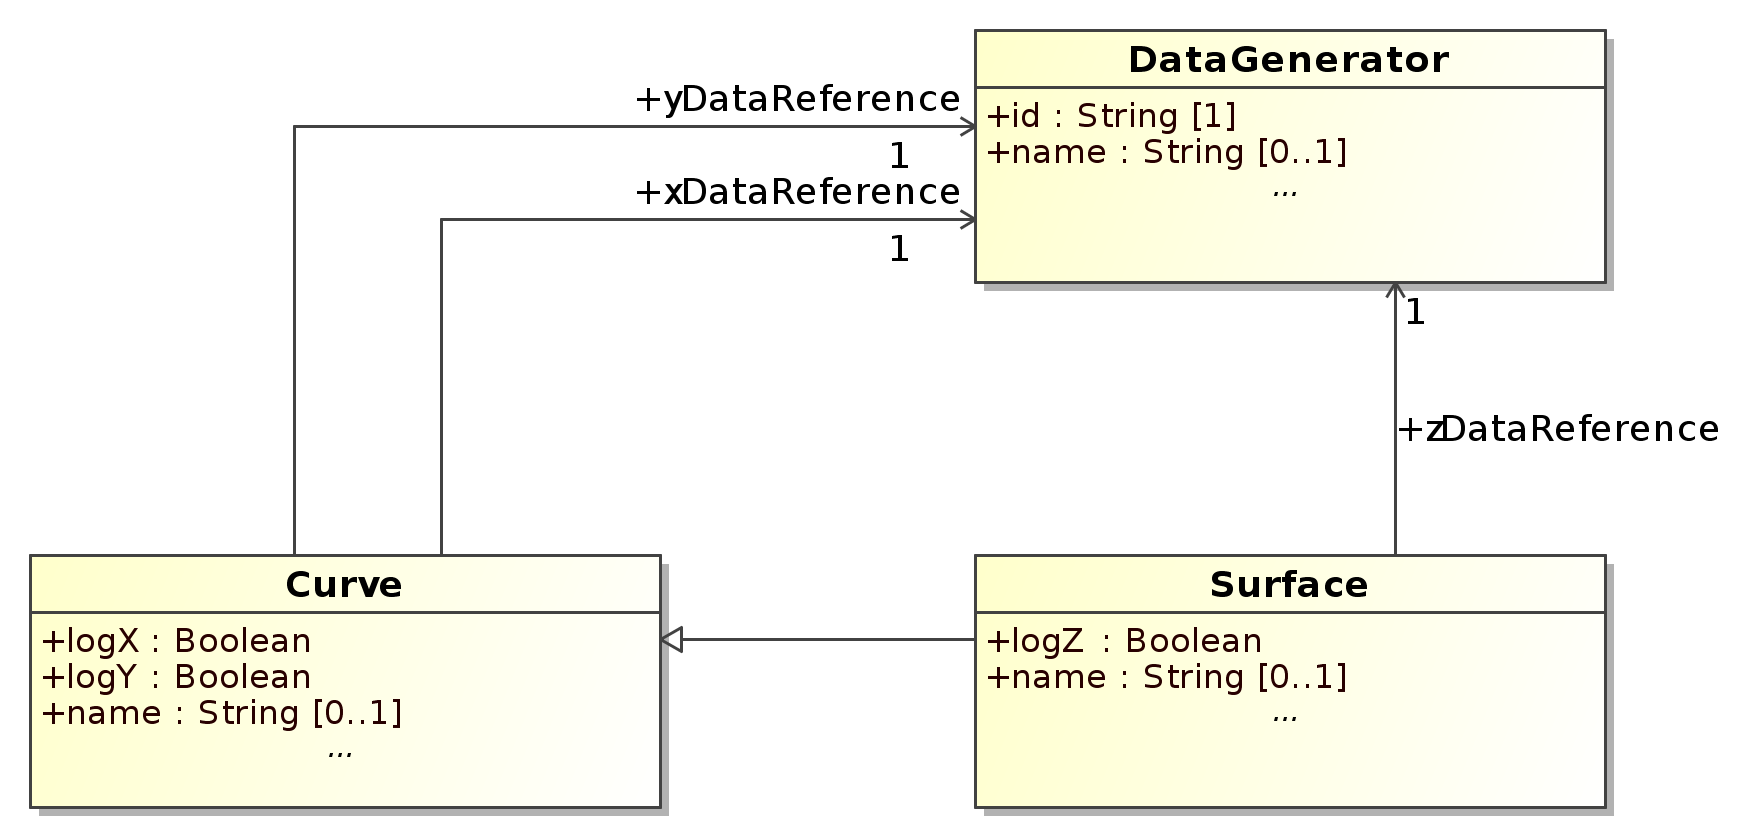 DataGenerator
+id : String [1]
+name : String [0..1]
...
+yDataReference
1
+xDataReference
1
1
+zDataReference
Curve
+logX : Boolean
+logY : Boolean
+name : String [0..1]
...
Surface
+logZ : Boolean
+name : String [0..1]
...